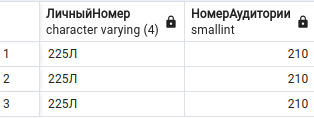 ЛичныйНомер НомерАудитории
character varying (4) smallint
1 225Л 210
2 225Л 210
3 225Л 210